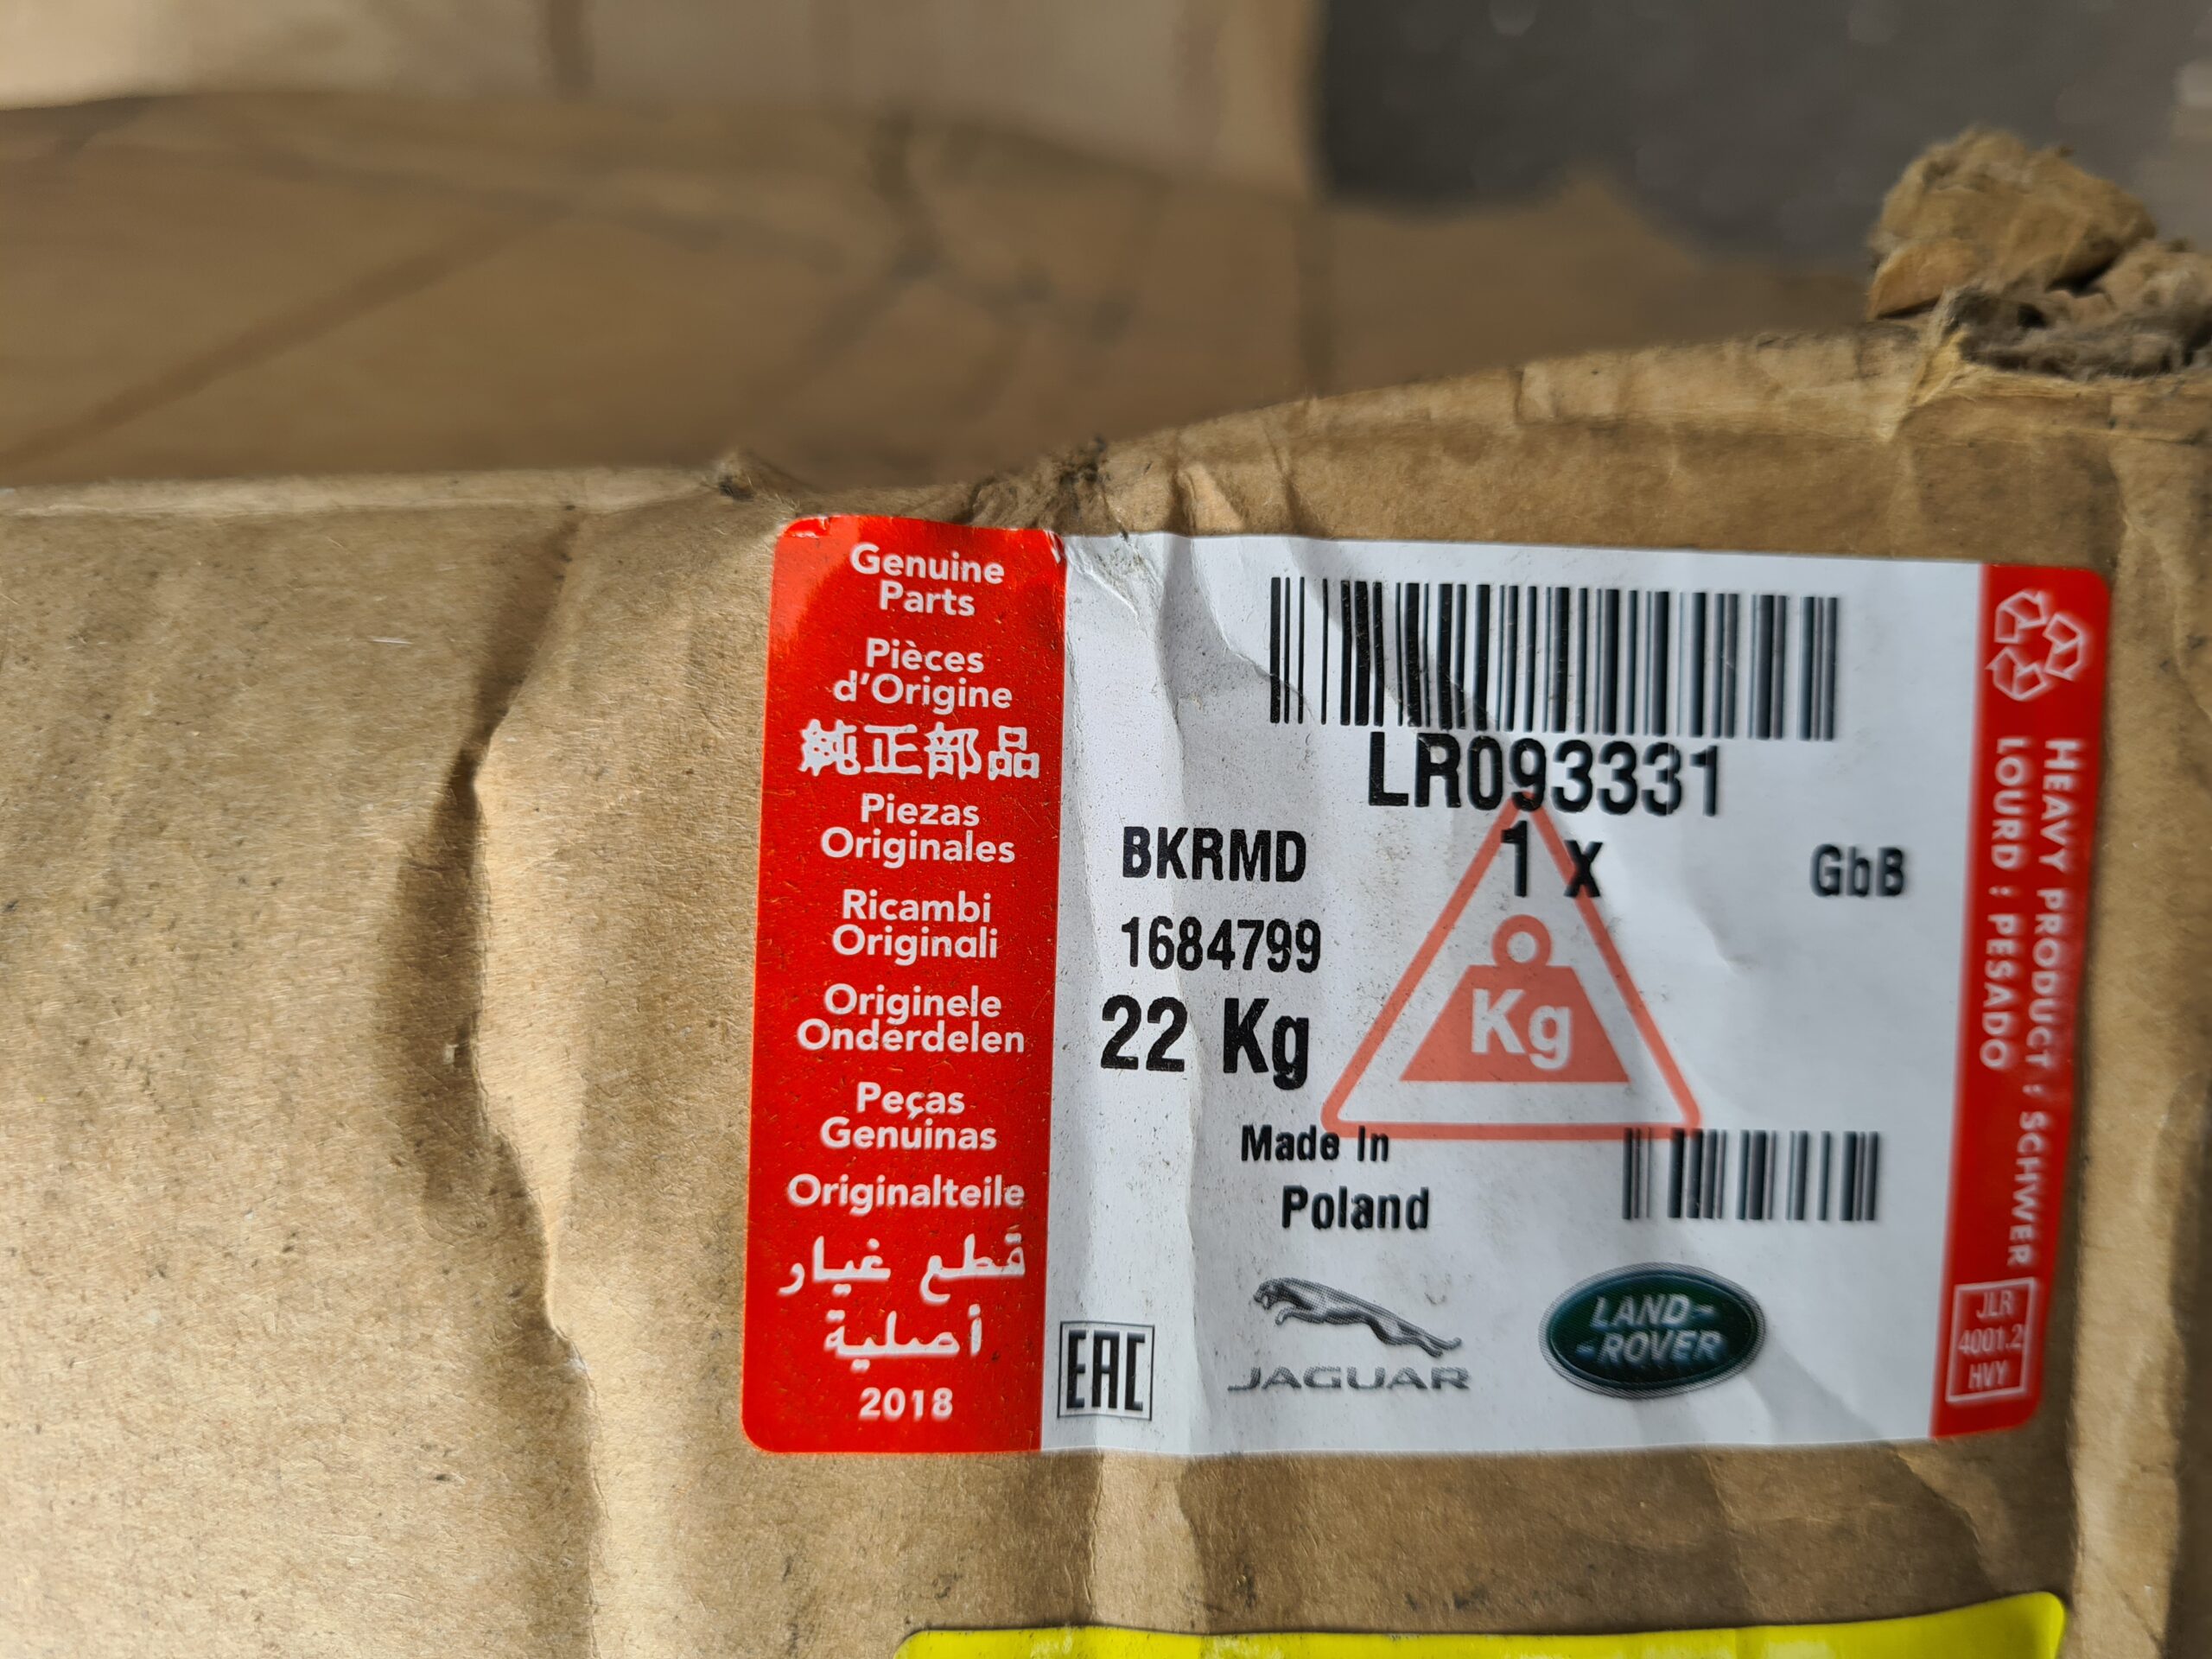 Genuine
Parts
Pièces
d'Origine
純正部品
Piezas
Originales
Ricambi
Originali
Originele
Onderdelen
Peças
Genuinas
Originalteile
قطع غيار
أصلية
2018
LR093331
BKRMD 1 x GbB
1684799
22 Kg
Kg
Made In
Poland
EAC
JAGUAR
LAND-
-ROVER
HEAVY PRODUCT : SCHWER
LOURD : PESADO
JLR
4001.2
HVY